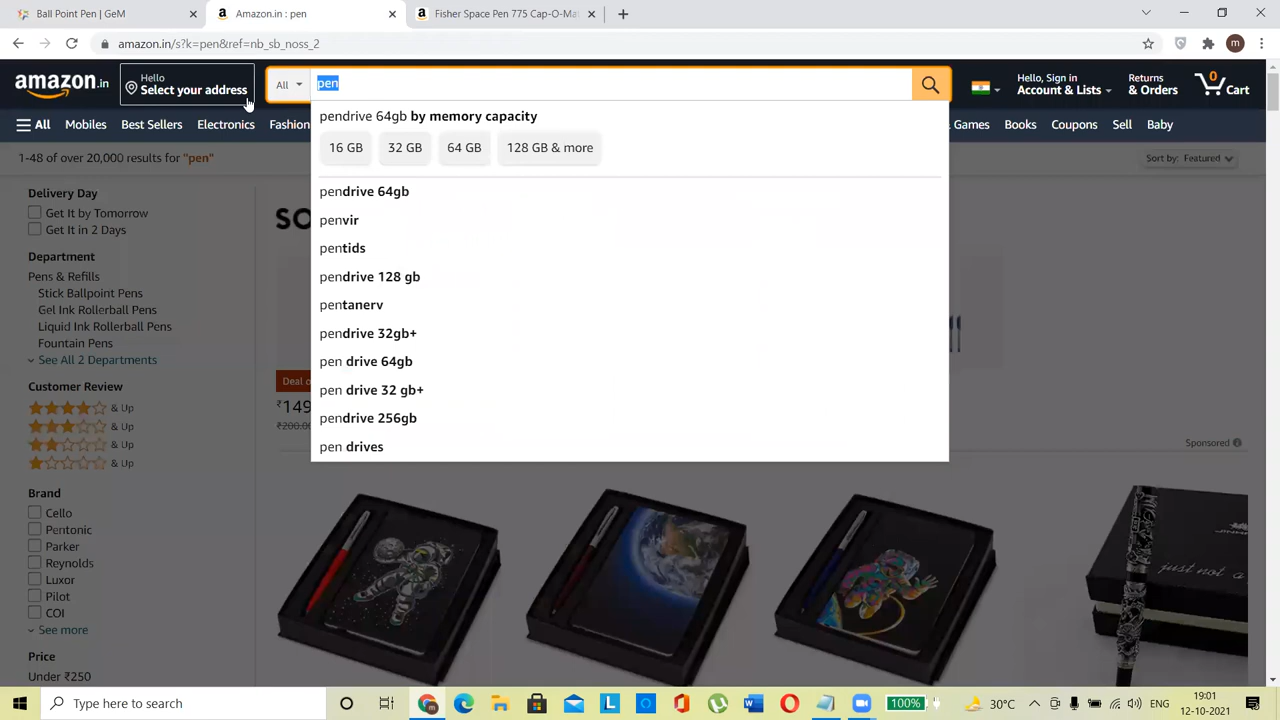 Ball Point Pen | GeM
Amazon.in : pen
Fisher Space Pen 775 Cap-O-Ma
amazon.in/s?k=pen&ref=nb_sb_noss_2
m
amazon.in
Hello
Select your address
All
pen
Hello, Sign in
Account & Lists
Returns
& Orders
0
Cart
All
Mobiles
Best Sellers
Electronics
Fashion
Games
Books
Coupons
Sell
Baby
1-48 of over 20,000 results for "pen"
Sort by: Featured
pendrive 64gb by memory capacity
16 GB
32 GB
64 GB
128 GB & more
pendrive 64gb
penvir
pentids
pendrive 128 gb
pentanerv
pendrive 32gb+
pen drive 64gb
pen drive 32 gb+
pendrive 256gb
pen drives
Delivery Day
Get It by Tomorrow
Get It in 2 Days
Department
Pens & Refills
Stick Ballpoint Pens
Gel Ink Rollerball Pens
Liquid Ink Rollerball Pens
Fountain Pens
See All 2 Departments
Customer Review
& Up
& Up
& Up
& Up
Brand
Cello
Pentonic
Parker
Reynolds
Luxor
Pilot
COI
See more
Price
Under ₹250
SO
Deal o
₹149
₹200.0
Sponsored
just not a
Type here to search
100%
30°C
19:01
12-10-2021